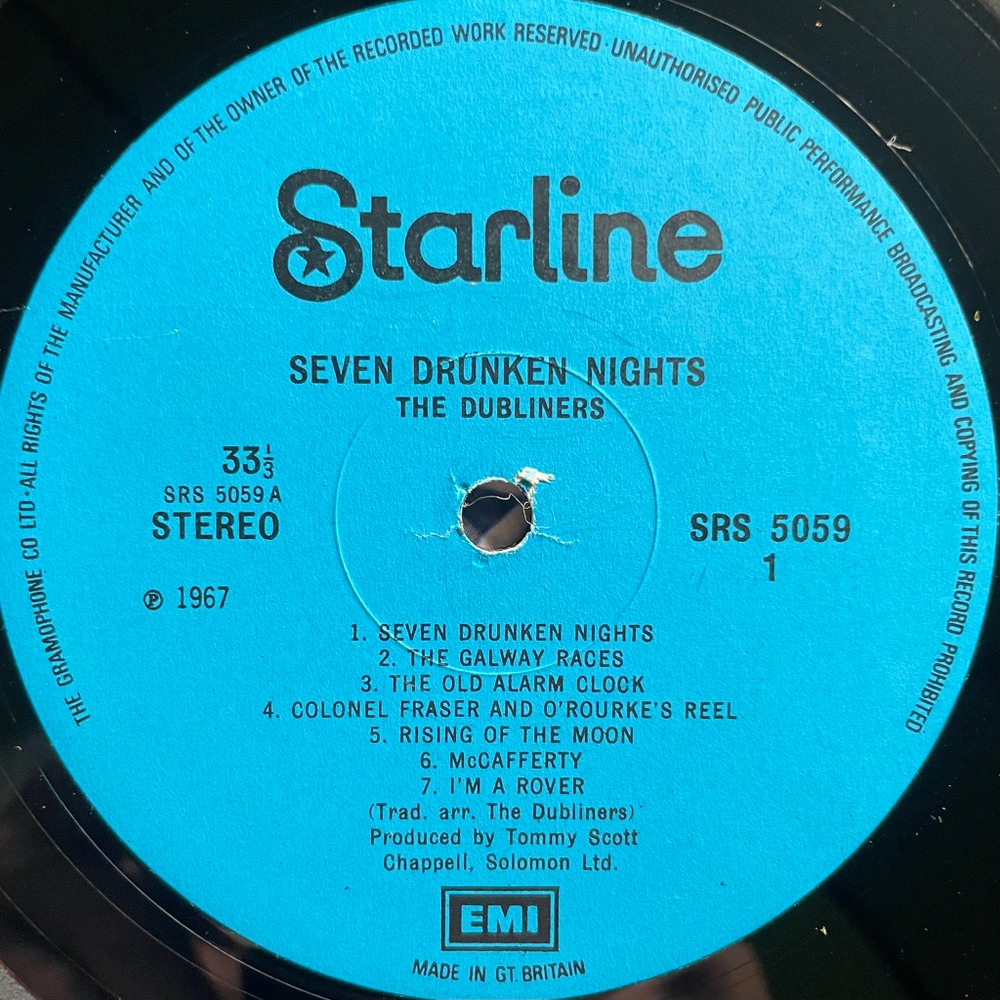 THE GRAMOPHONE CO LTD · ALL RIGHTS OF THE MANUFACTURER AND OF THE OWNER OF THE RECORDED WORK RESERVED · UNAUTHORISED PUBLIC PERFORMANCE BROADCASTING AND COPYING OF THIS RECORD PROHIBITED
Starline
SEVEN DRUNKEN NIGHTS
THE DUBLINERS
33⅓
SRS 5059 A
STEREO
SRS 5059
1
℗ 1967
1. SEVEN DRUNKEN NIGHTS
2. THE GALWAY RACES
3. THE OLD ALARM CLOCK
4. COLONEL FRASER AND O'ROURKE'S REEL
5. RISING OF THE MOON
6. McCAFFERTY
7. I'M A ROVER
(Trad. arr. The Dubliners)
Produced by Tommy Scott
Chappell, Solomon Ltd.
EMI
MADE IN GT. BRITAIN